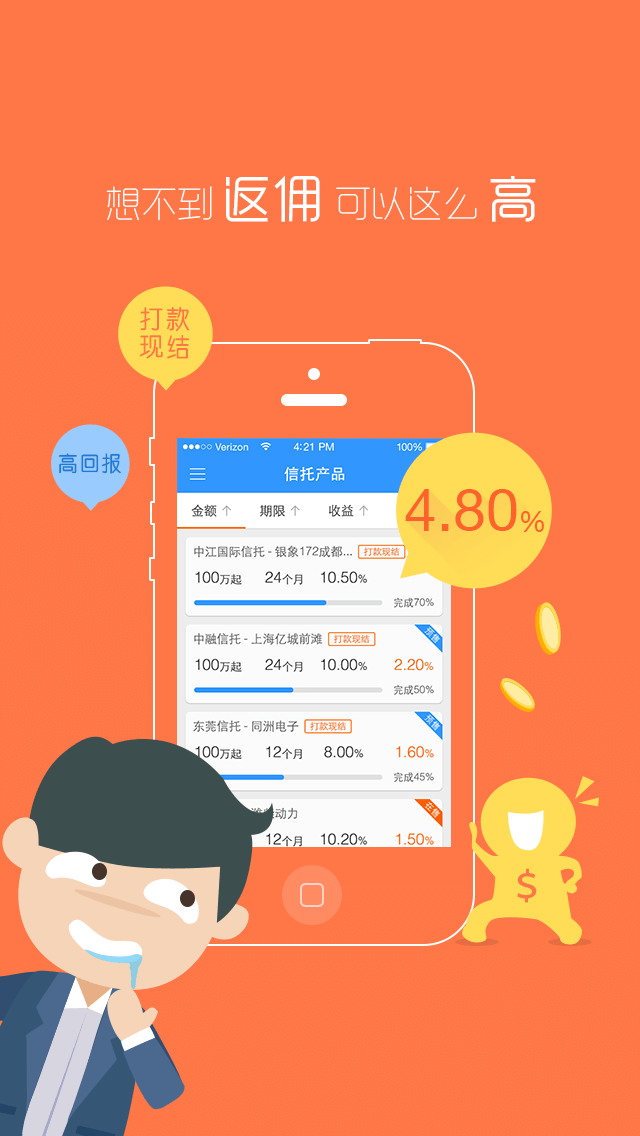 想不到 返佣 可以这么 高
打款
现结
高回报
Verizon 4:21 PM 100%
信托产品
金额 ↑ 期限 ↑ 收益 ↑
4.80%
中江国际信托 - 银象172成都... 打款现结
100万起 24个月 10.50%
完成70%
中融信托 - 上海亿城前滩 打款现结 预售
100万起 24个月 10.00% 2.20%
完成50%
东莞信托 - 同洲电子 打款现结 预售
100万起 12个月 8.00% 1.60%
完成45%
动力 在售
12个月 10.20% 1.50%
$